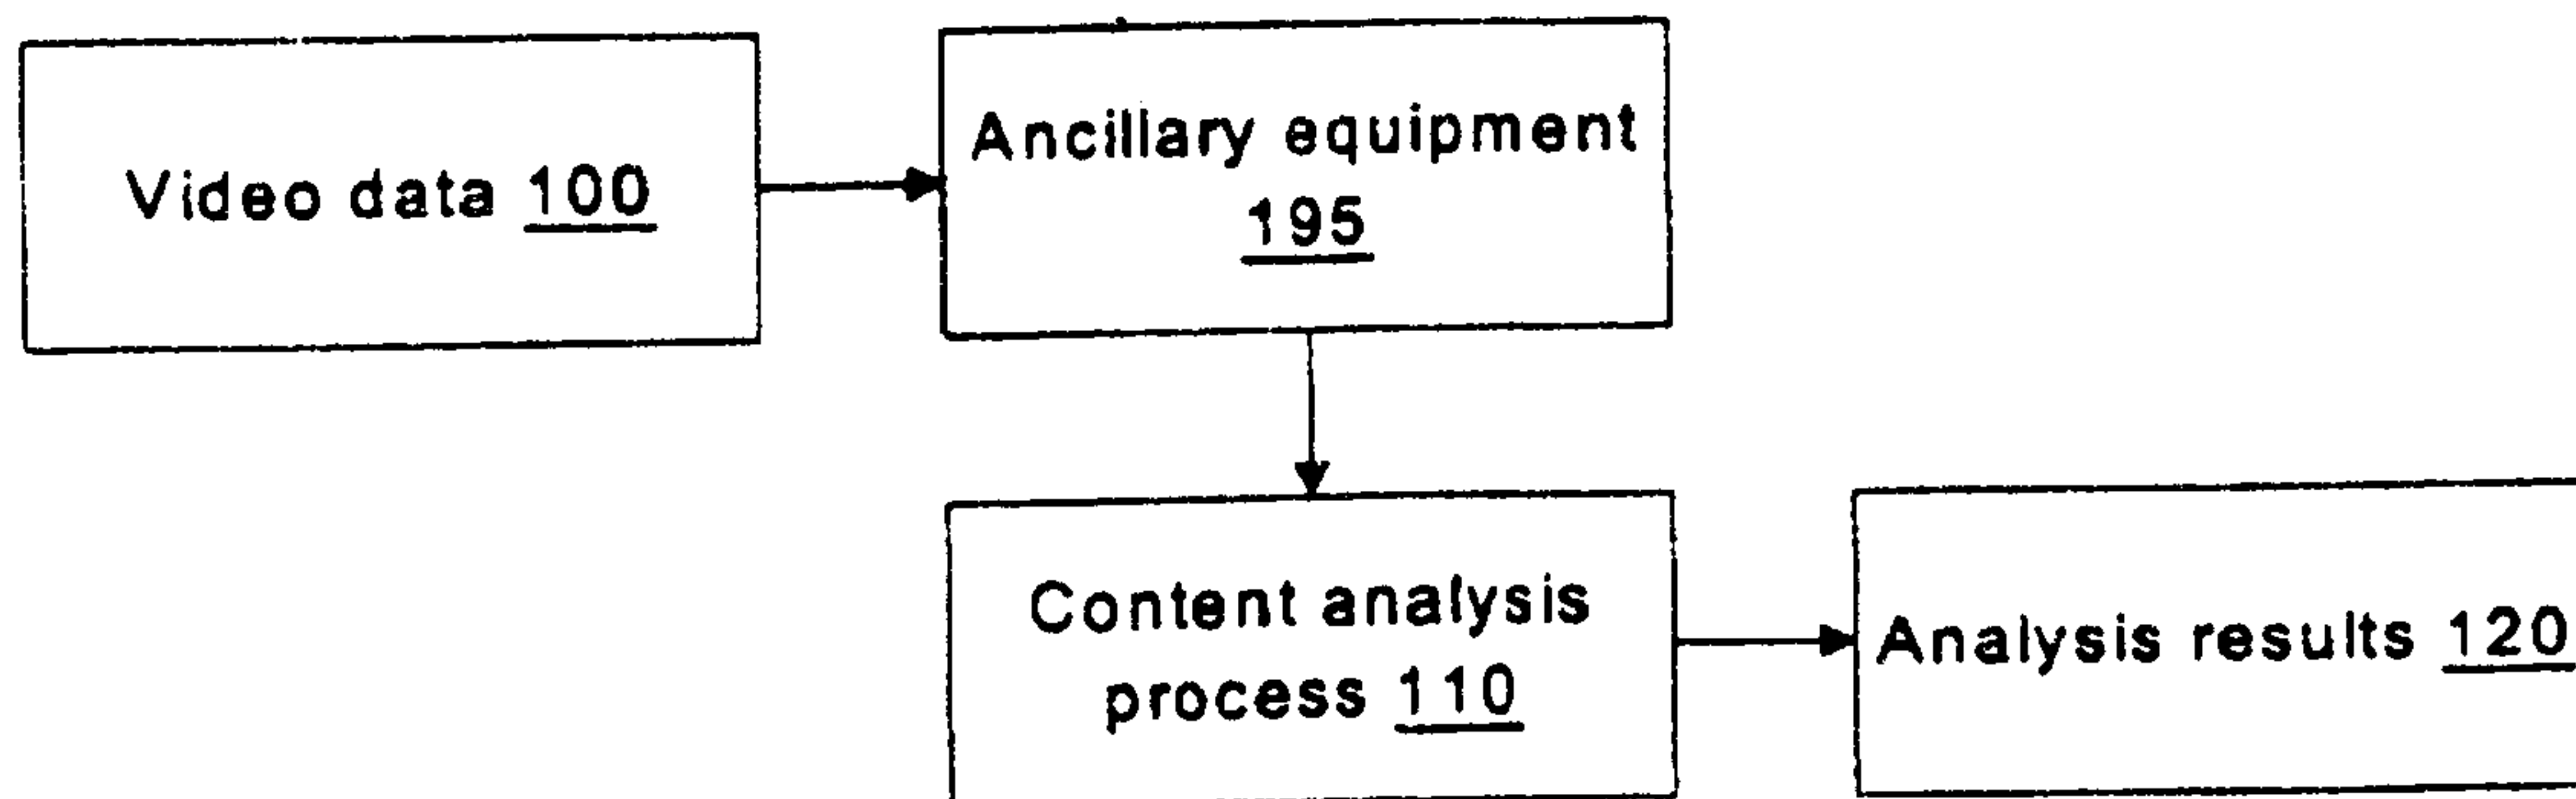 Video data 100
Ancillary equipment
195
Content analysis
process 110
Analysis results 120